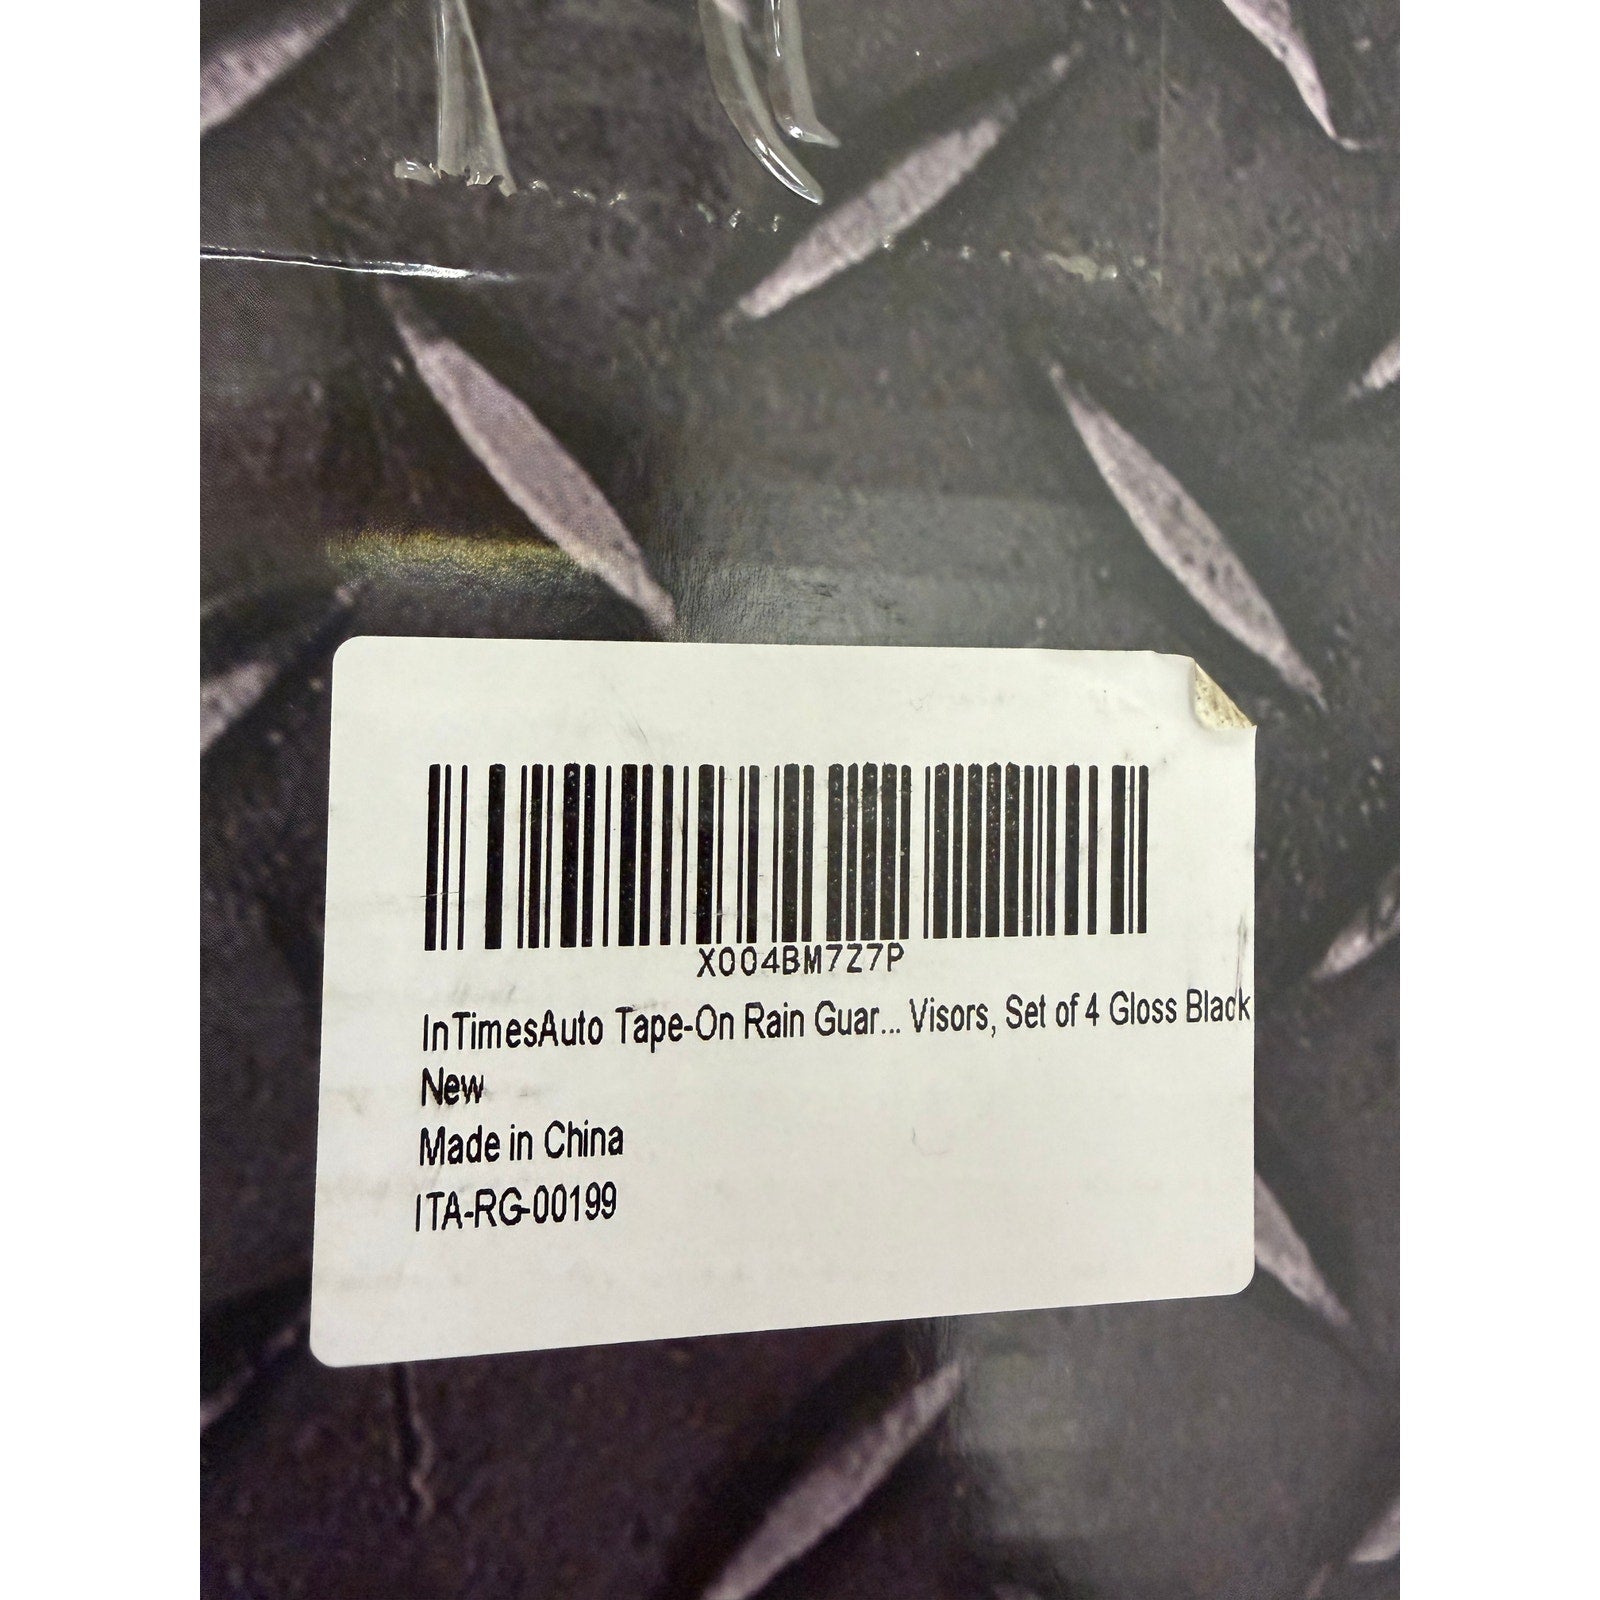 X004BM7Z7P
InTimesAuto Tape-On Rain Guar... Visors, Set of 4 Gloss Black
New
Made in China
ITA-RG-00199